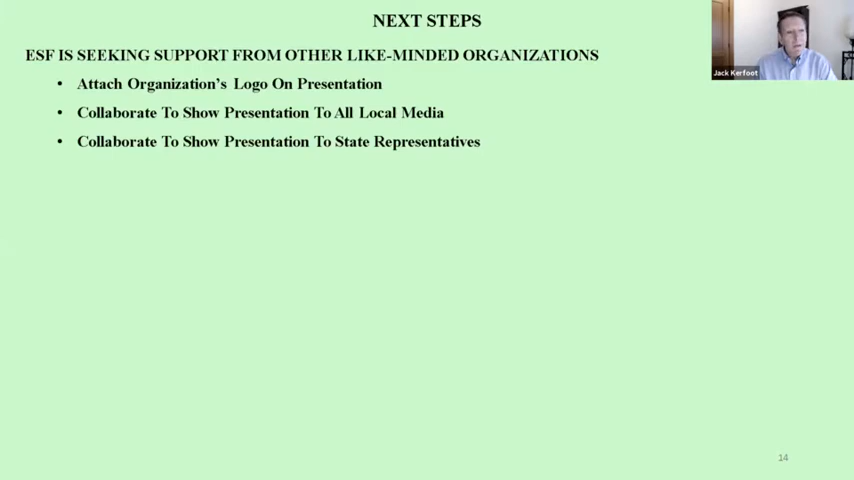 NEXT STEPS
Jack Kerfoot
ESF IS SEEKING SUPPORT FROM OTHER LIKE-MINDED ORGANIZATIONS
• Attach Organization's Logo On Presentation
• Collaborate To Show Presentation To All Local Media
• Collaborate To Show Presentation To State Representatives
14